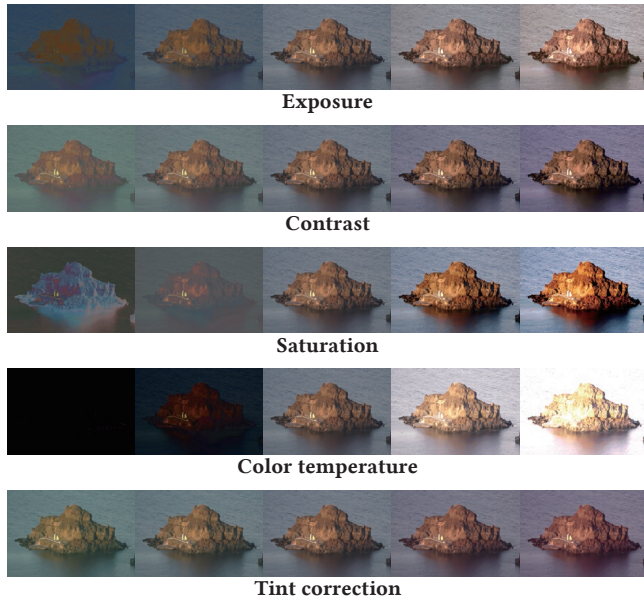 Exposure
Contrast
Saturation
Color temperature
Tint correction